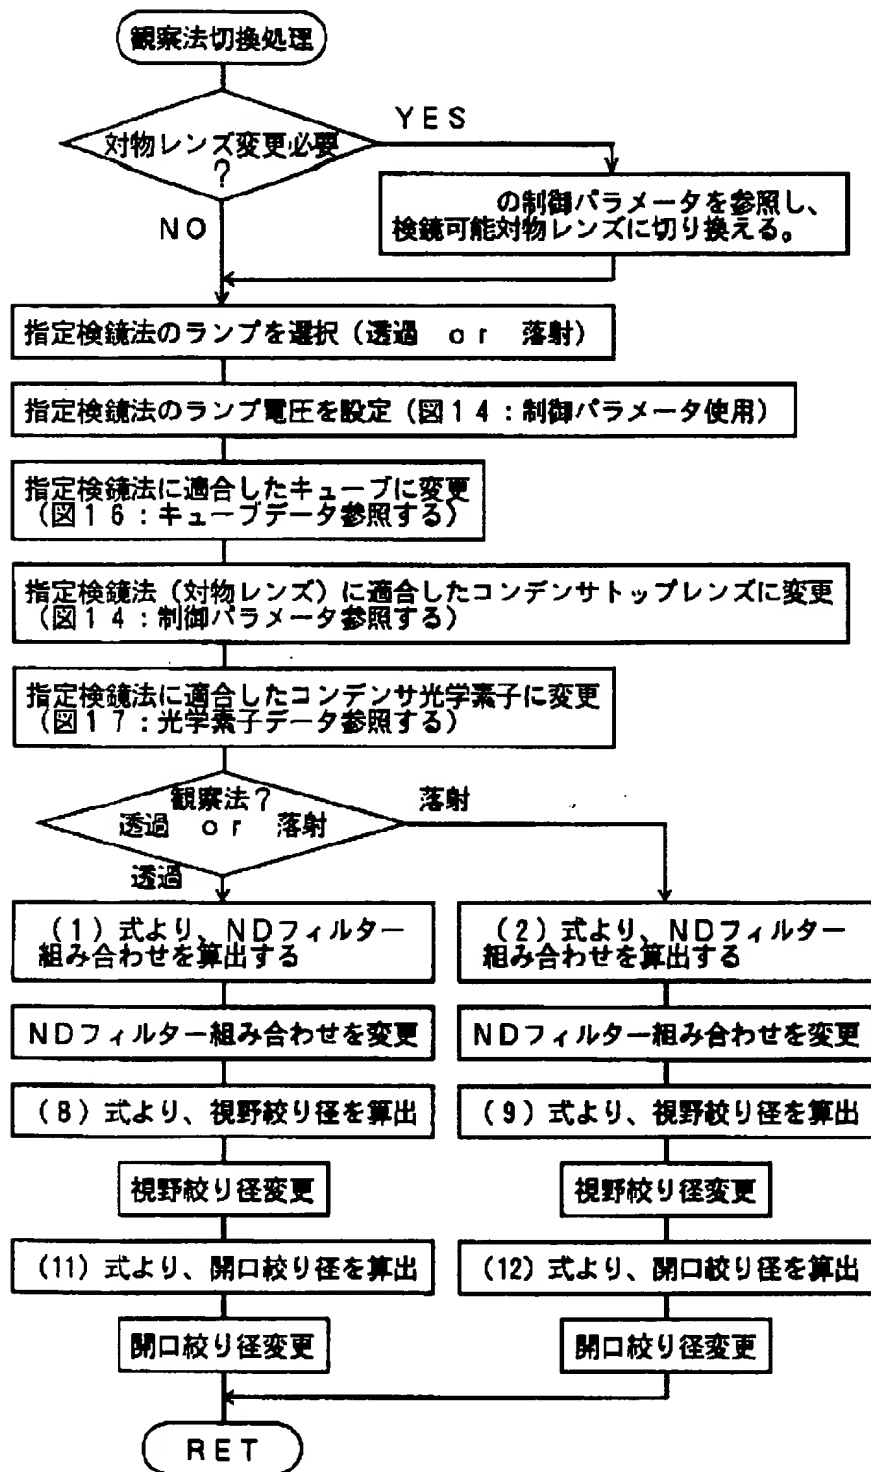 観察法切換処理
対物レンズ変更必要
?
YES
NO
の制御パラメータを参照し、
検鏡可能対物レンズに切り換える。
指定検鏡法のランプを選択(透過 or 落射)
指定検鏡法のランプ電圧を設定(図14:制御パラメータ使用)
指定検鏡法に適合したキューブに変更
(図16:キューブデータ参照する)
指定検鏡法(対物レンズ)に適合したコンデンサトップレンズに変更
(図14:制御パラメータ参照する)
指定検鏡法に適合したコンデンサ光学素子に変更
(図17:光学素子データ参照する)
観察法?
透過 or 落射
落射
透過
(1)式より、NDフィルター
組み合わせを算出する
NDフィルター組み合わせを変更
(8)式より、視野絞り径を算出
視野絞り径変更
(11)式より、開口絞り径を算出
開口絞り径変更
(2)式より、NDフィルター
組み合わせを算出する
NDフィルター組み合わせを変更
(9)式より、視野絞り径を算出
視野絞り径変更
(12)式より、開口絞り径を算出
開口絞り径変更
RET